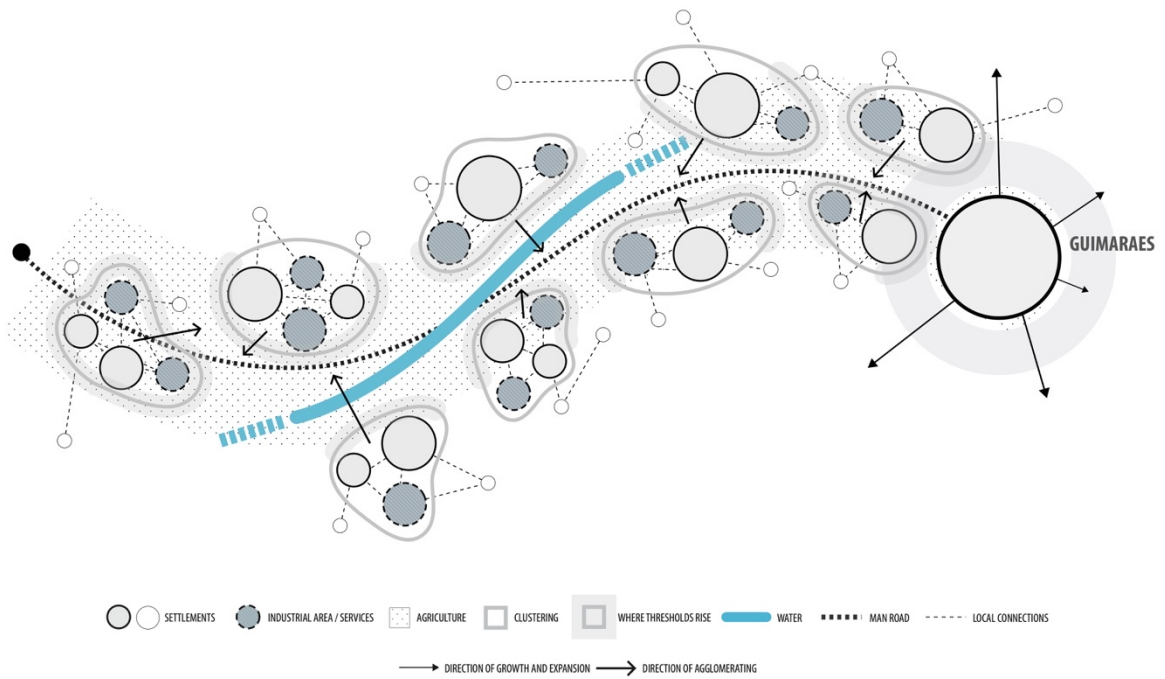 GUIMARAES
SETTLEMENTS INDUSTRIAL AREA / SERVICES AGRICULTURE CLUSTERING WHERE THRESHOLDS RISE WATER MAN ROAD LOCAL CONNECTIONS
DIRECTION OF GROWTH AND EXPANSION DIRECTION OF AGGLOMERATING